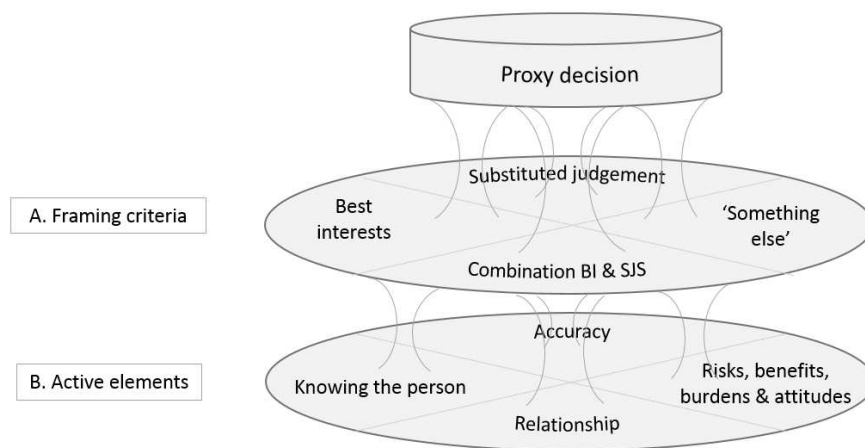 Proxy decision
A. Framing criteria
Substituted judgement
Best
interests
‘Something
else’
Combination BI & SJS
B. Active elements
Accuracy
Knowing the person
Risks, benefits,
burdens & attitudes
Relationship